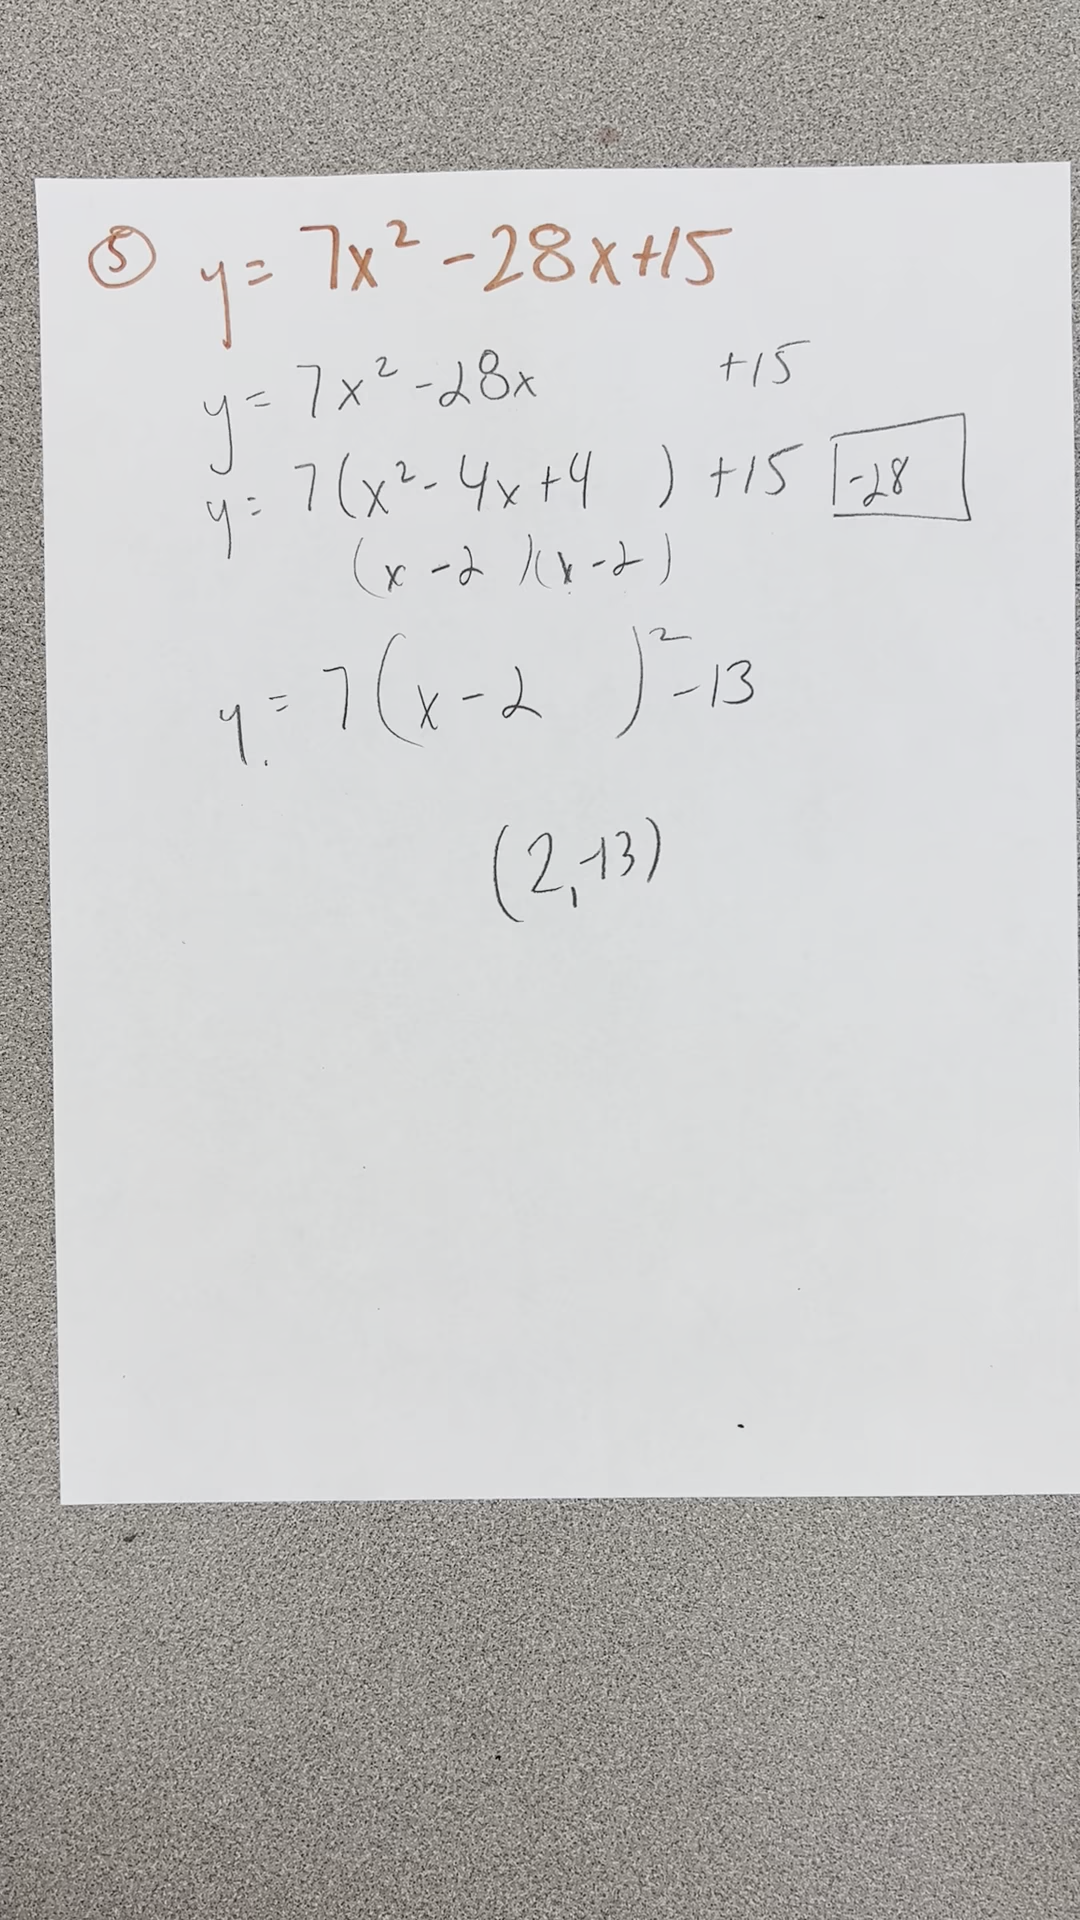 ⑤ y = 7x² - 28x + 15
y = 7x² - 28x + 15
y = 7(x² - 4x + 4 ) + 15 -28
(x - 2 )(x - 2)
y = 7(x - 2 )² - 13
(2, -13)